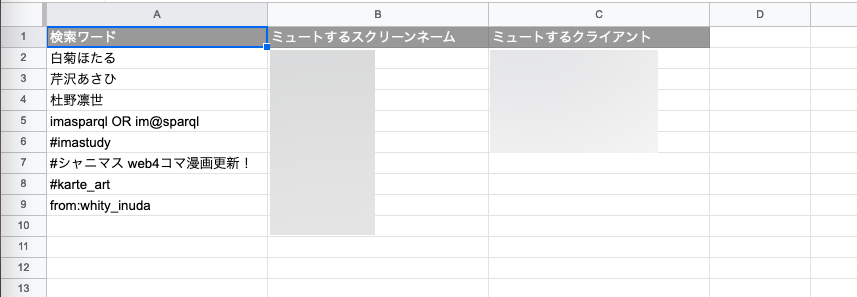 A B C D
1 検索ワード ミュートするスクリーンネーム ミュートするクライアント
2 白菊ほたる
3 芹沢あさひ
4 杜野凛世
5 imasparql OR im@sparql
6 #imastudy
7 #シャニマス web4コマ漫画更新！
8 #karte_art
9 from:whity_inuda
10
11
12
13